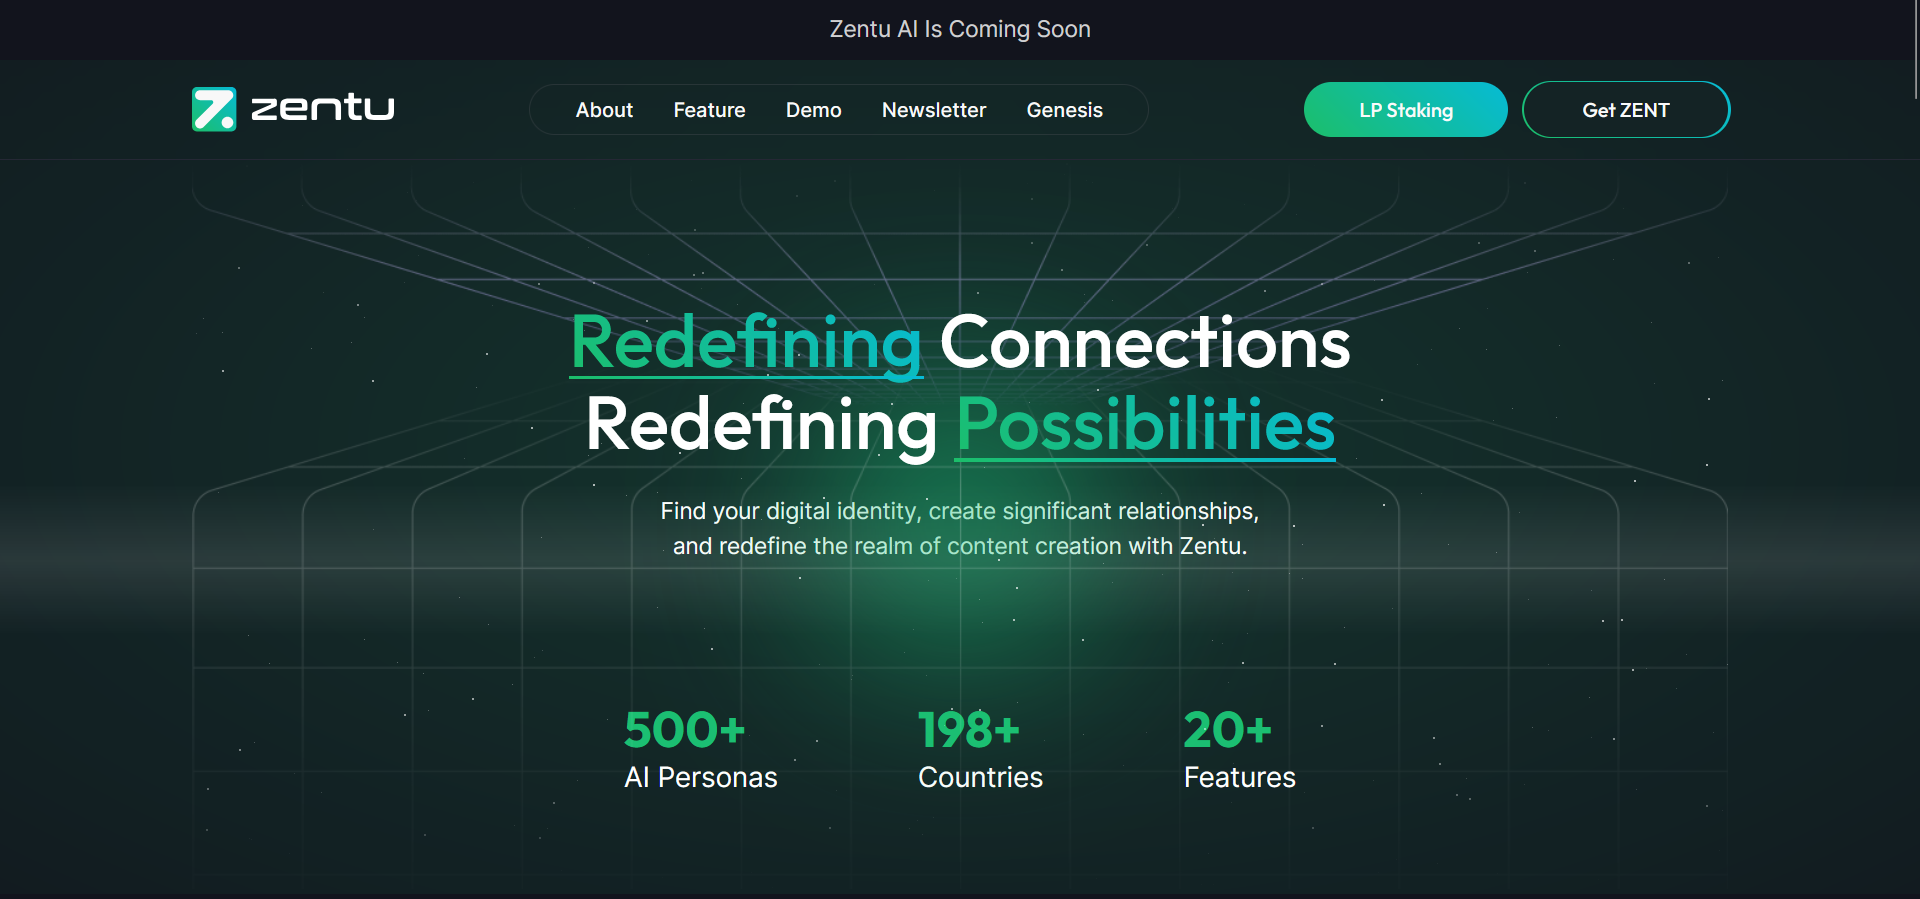 Zentu AI Is Coming Soon
zentu
About Feature Demo Newsletter Genesis
LP Staking
Get ZENT
Redefining Connections
Redefining Possibilities
Find your digital identity, create significant relationships,
and redefine the realm of content creation with Zentu.
500+ 198+ 20+
AI Personas Countries Features